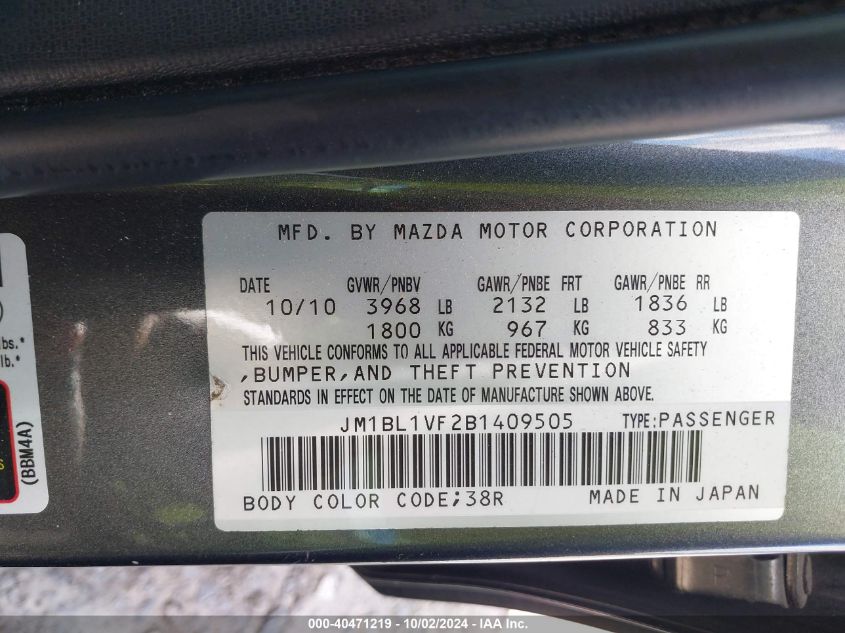 MFD. BY MAZDA MOTOR CORPORATION
DATE GVWR/PNBV GAWR/PNBE FRT GAWR/PNBE RR
10/10 3968 LB 2132 LB 1836 LB
1800 KG 967 KG 833 KG
THIS VEHICLE CONFORMS TO ALL APPLICABLE FEDERAL MOTOR VEHICLE SAFETY
,BUMPER,AND THEFT PREVENTION
STANDARDS IN EFFECT ON THE DATE OF MANUFACTURE SHOWN ABOVE.
JM1BL1VF2B1409505 TYPE:PASSENGER
BODY COLOR CODE;38R MADE IN JAPAN
bs.*
lb.*
(BBM4A)
000-40471219 - 10/02/2024 - IAA, Inc.